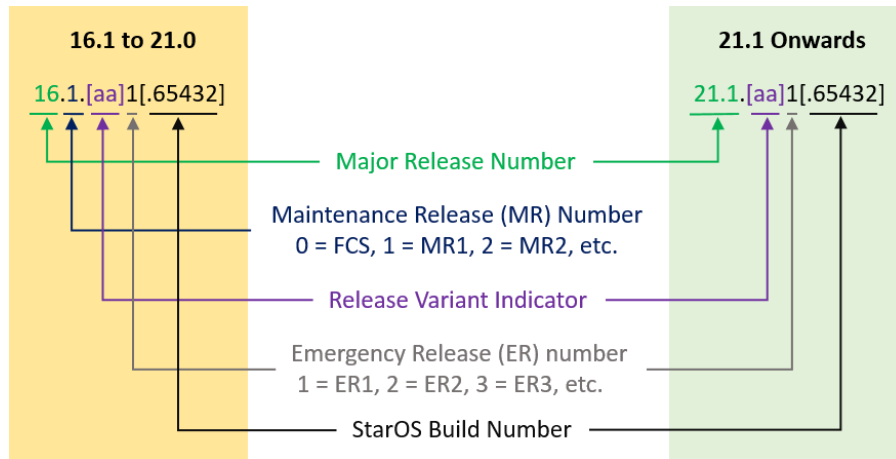 16.1 to 21.0
21.1 Onwards
16.1.[aa]1[.65432]
21.1.[aa]1[.65432]
Major Release Number
Maintenance Release (MR) Number
0 = FCS, 1 = MR1, 2 = MR2, etc.
Release Variant Indicator
Emergency Release (ER) number
1 = ER1, 2 = ER2, 3 = ER3, etc.
StarOS Build Number